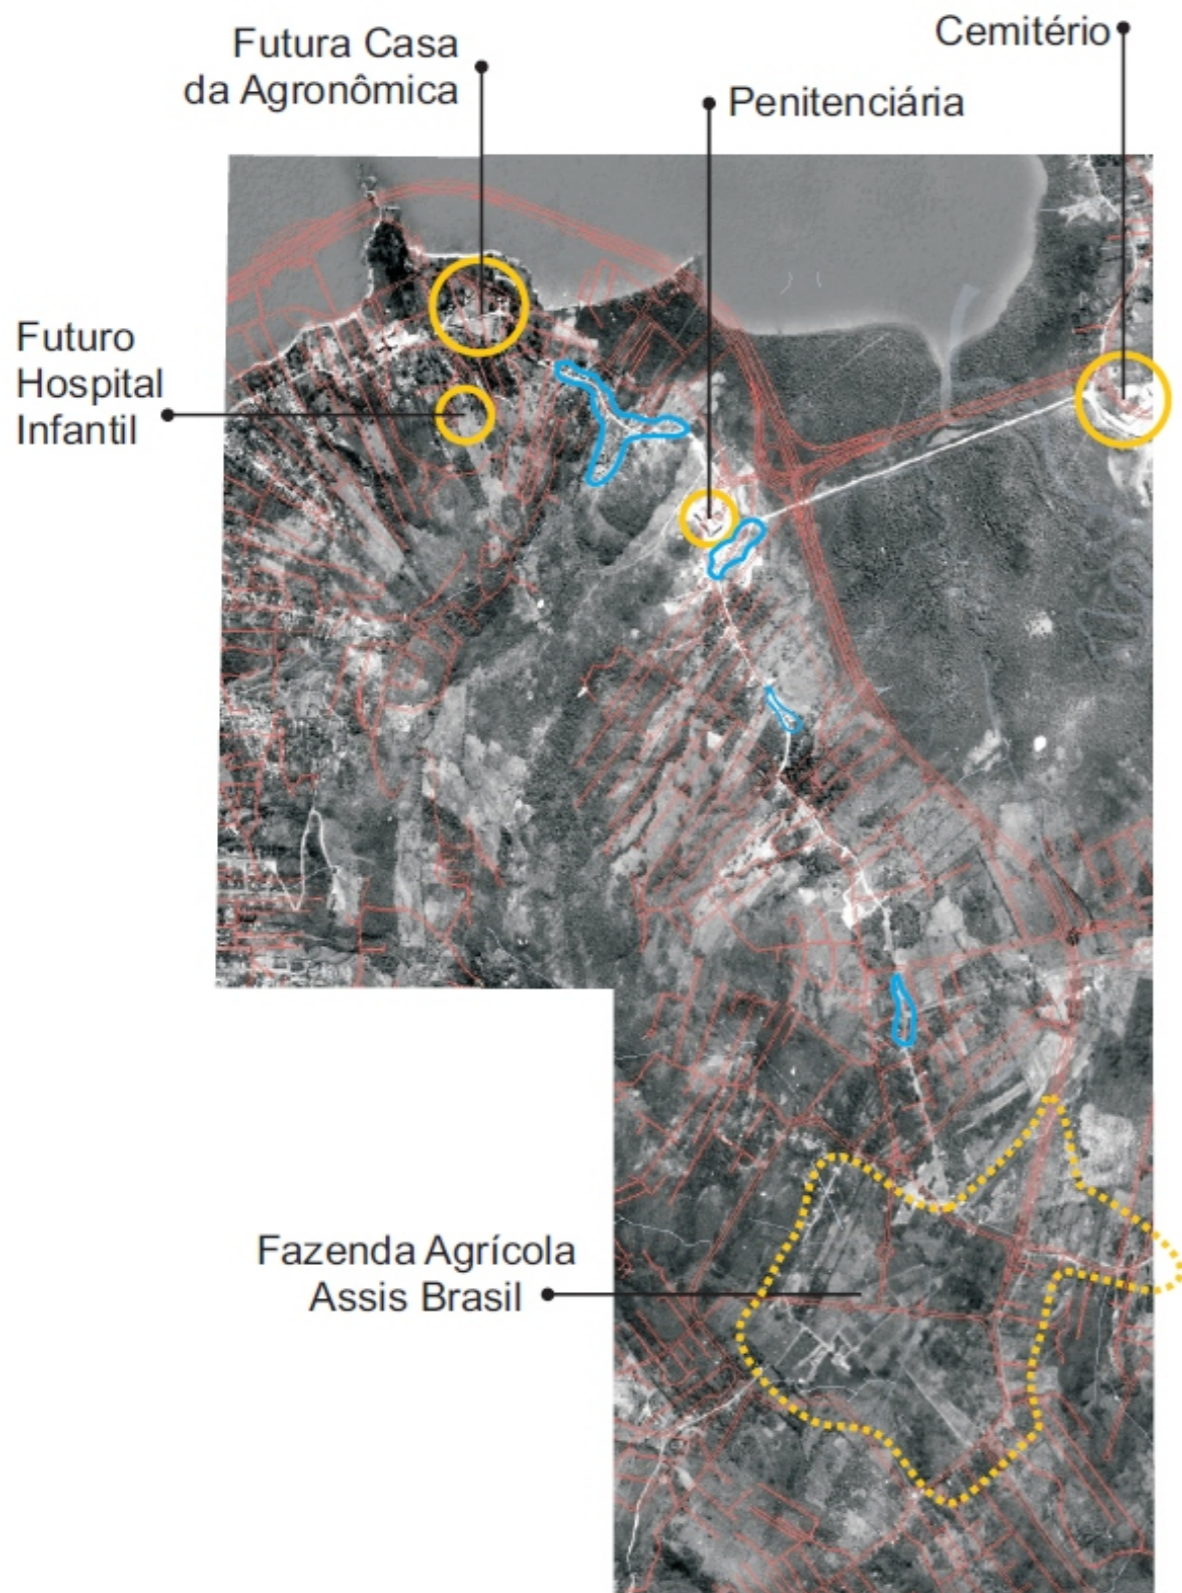 Futura Casa
da Agronômica
Cemitério
Penitenciária
Futuro
Hospital
Infantil
Fazenda Agrícola
Assis Brasil